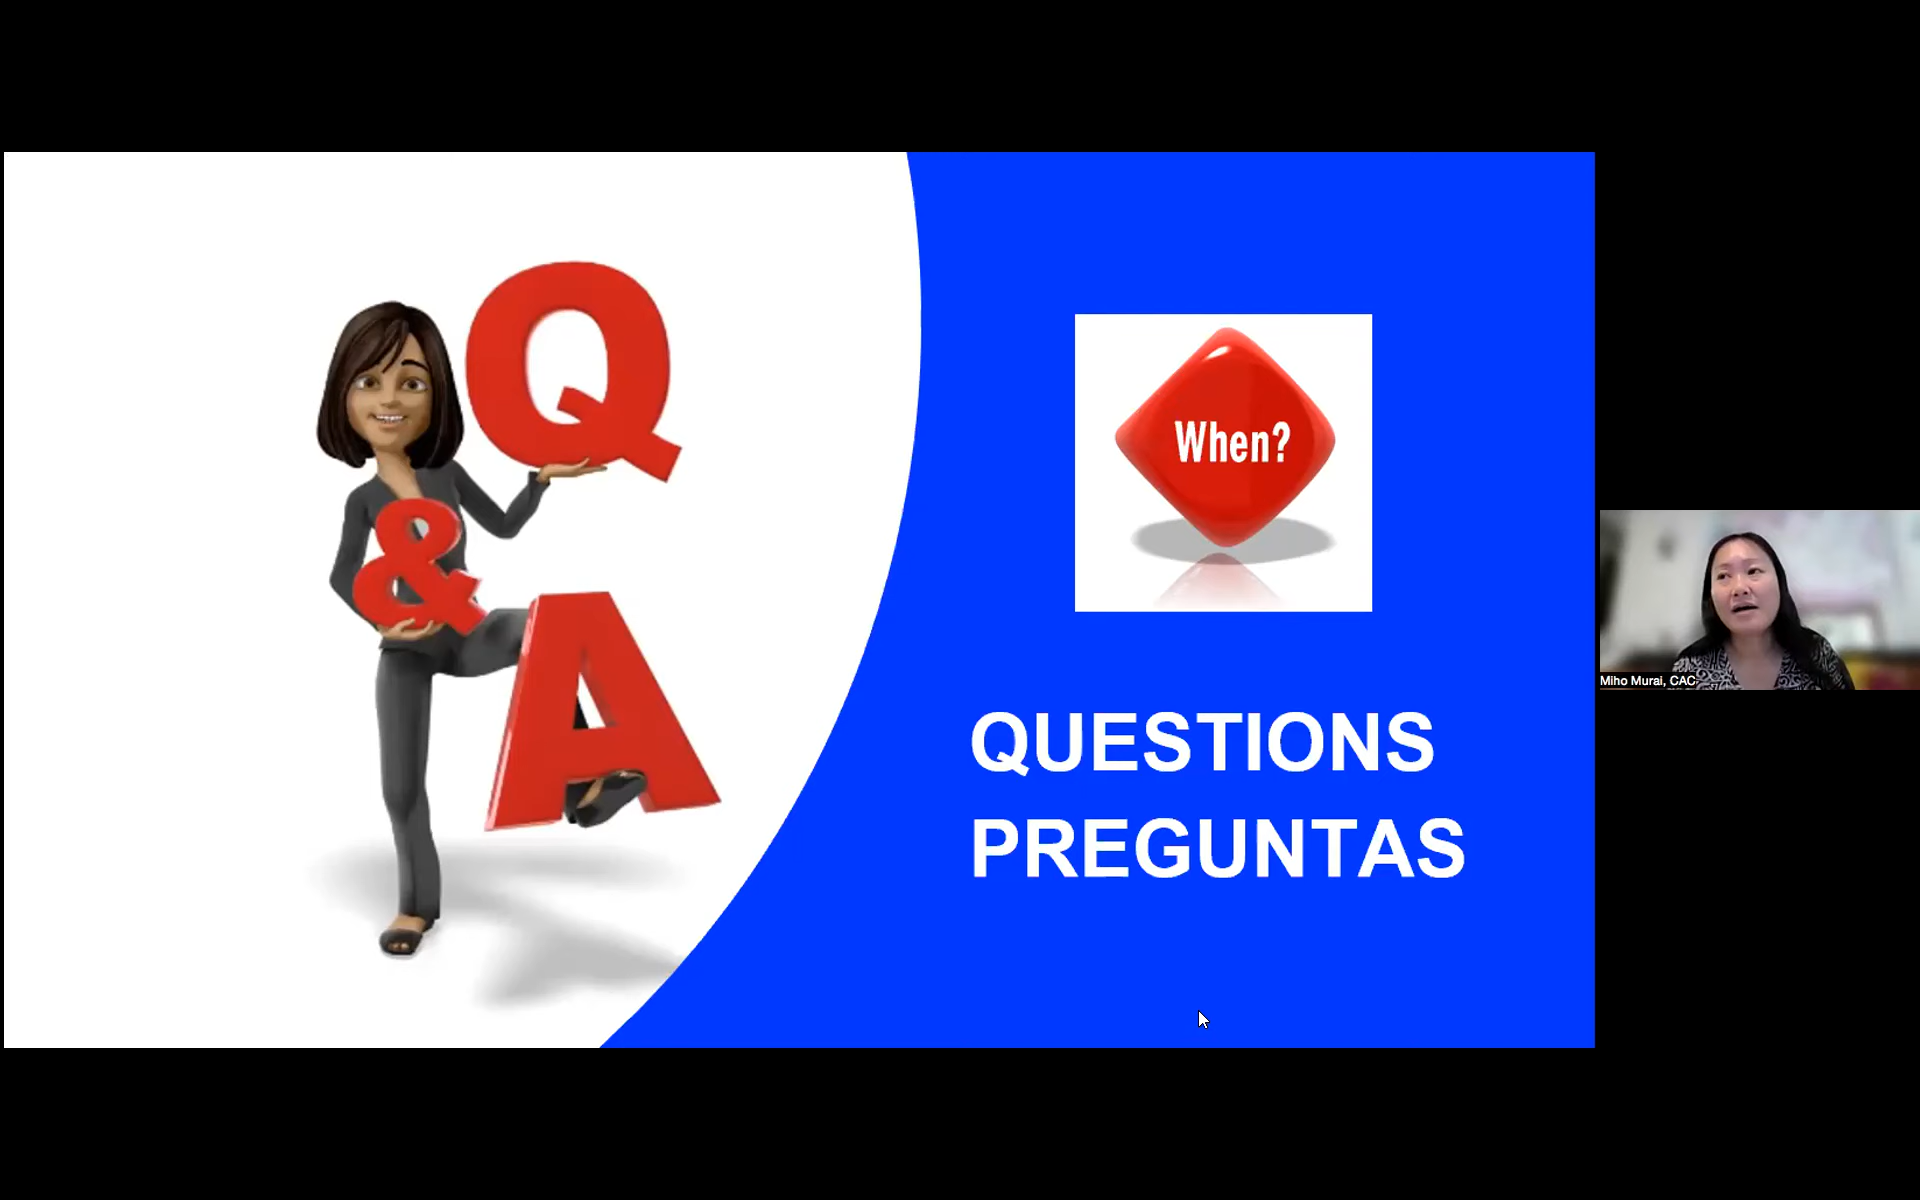 Q
&
A
When?
QUESTIONS
PREGUNTAS
Miho Murai, CAC